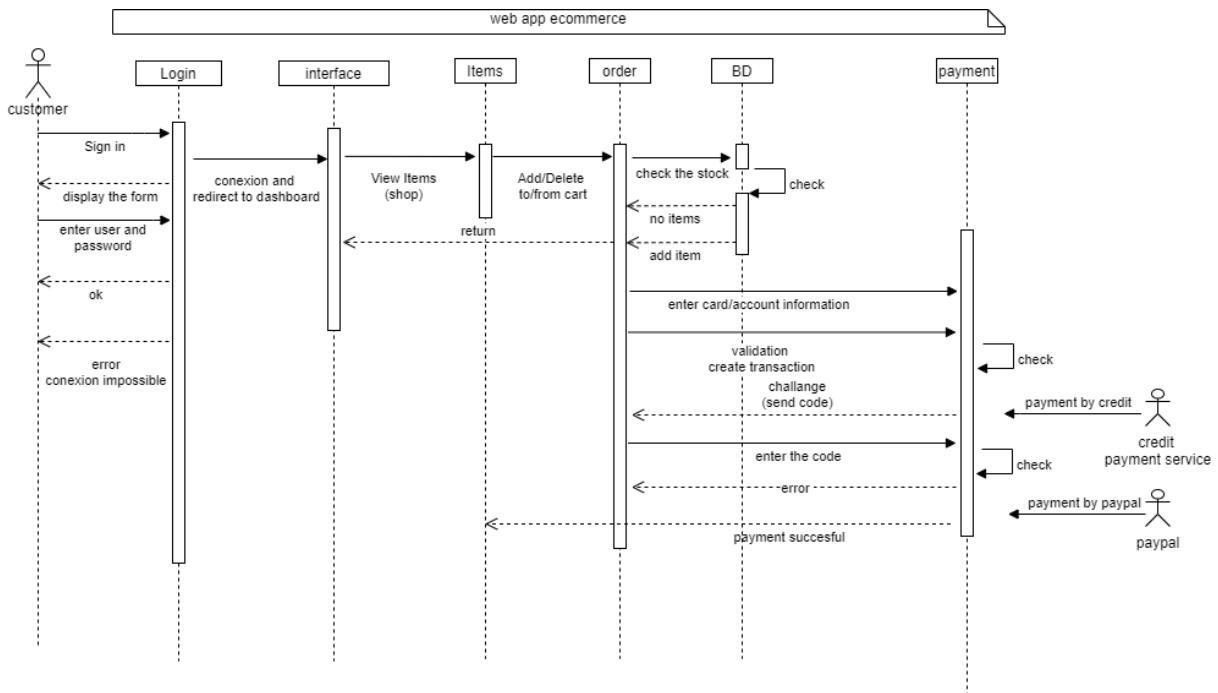 web app ecommerce
customer
Login
interface
Items
order
BD
payment
Sign in
conexion and
redirect to dashboard
View Items
(shop)
Add/Delete
to/from cart
check the stock
check
display the form
no items
enter user and
password
return
add item
ok
enter card/account information
error
conexion impossible
validation
create transaction
check
challange
(send code)
payment by credit
credit
payment service
enter the code
check
error
payment by paypal
payment succesful
paypal